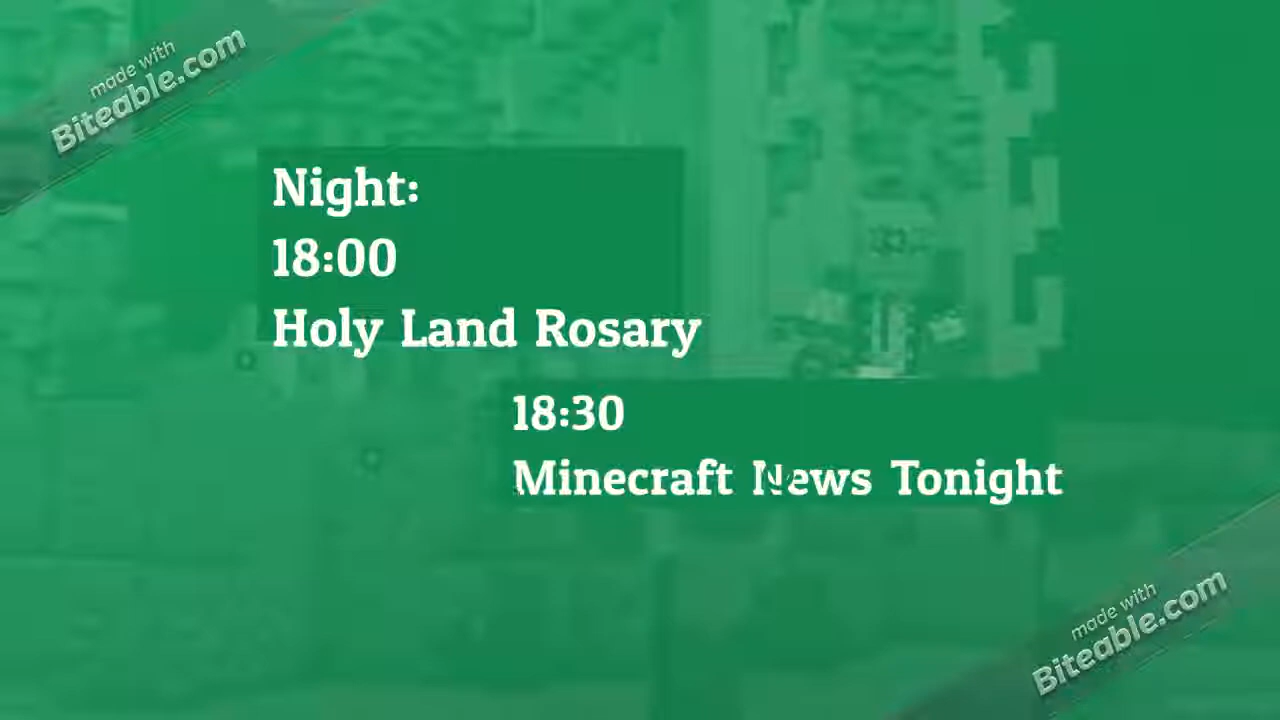 made with
Biteable.com
Night:
18:00
Holy Land Rosary
18:30
Minecraft News Tonight
made with
Biteable.com